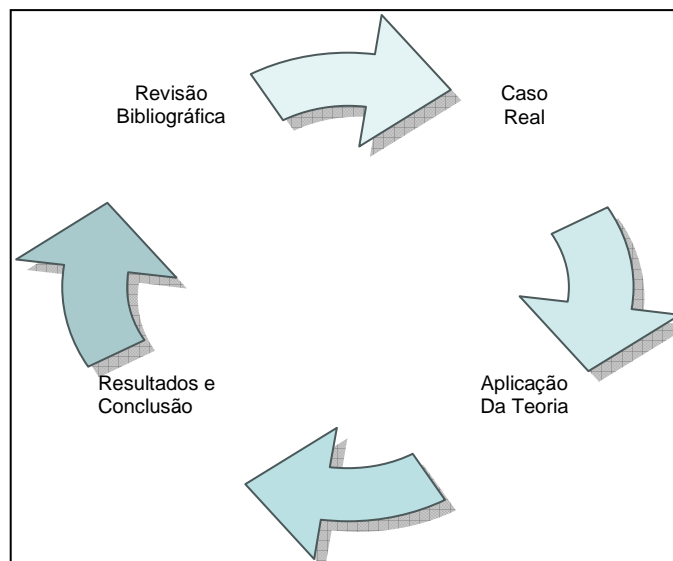 Revisão
Bibliográfica
Caso
Real
Resultados e
Conclusão
Aplicação
Da Teoria